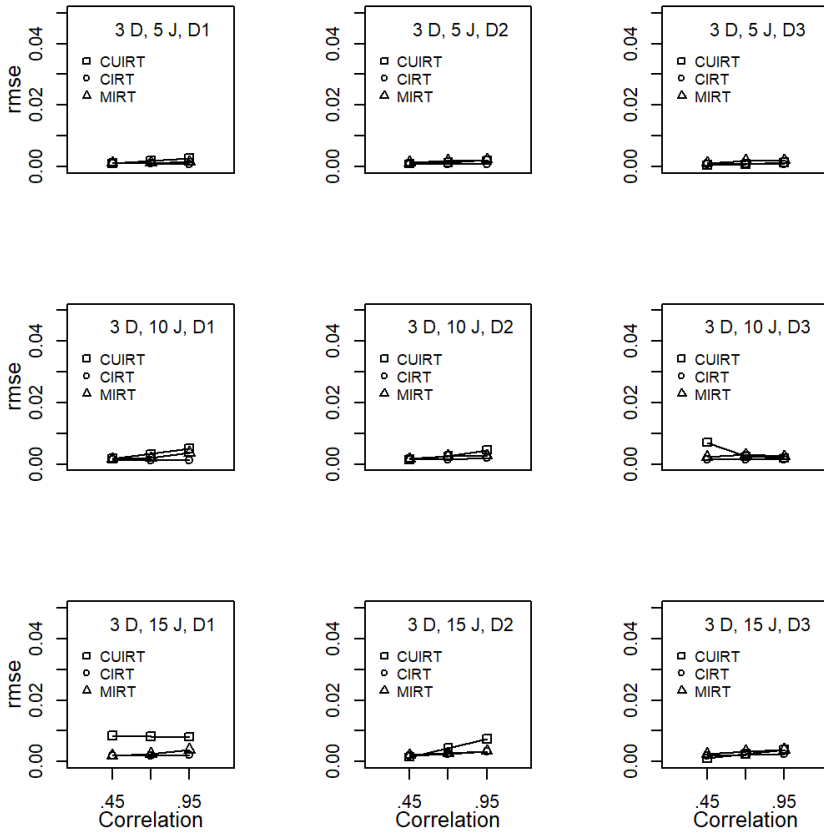 3 D, 5 J, D1
CUIRT
CIRT
MIRT
rmse
0.00
0.02
0.04
3 D, 5 J, D2
CUIRT
CIRT
MIRT
0.00
0.02
0.04
3 D, 5 J, D3
CUIRT
CIRT
MIRT
0.00
0.02
0.04
3 D, 10 J, D1
CUIRT
CIRT
MIRT
rmse
0.00
0.02
0.04
3 D, 10 J, D2
CUIRT
CIRT
MIRT
0.00
0.02
0.04
3 D, 10 J, D3
CUIRT
CIRT
MIRT
0.00
0.02
0.04
3 D, 15 J, D1
CUIRT
CIRT
MIRT
rmse
0.00
0.02
0.04
.45 .95
Correlation
3 D, 15 J, D2
CUIRT
CIRT
MIRT
0.00
0.02
0.04
.45 .95
Correlation
3 D, 15 J, D3
CUIRT
CIRT
MIRT
0.00
0.02
0.04
.45 .95
Correlation